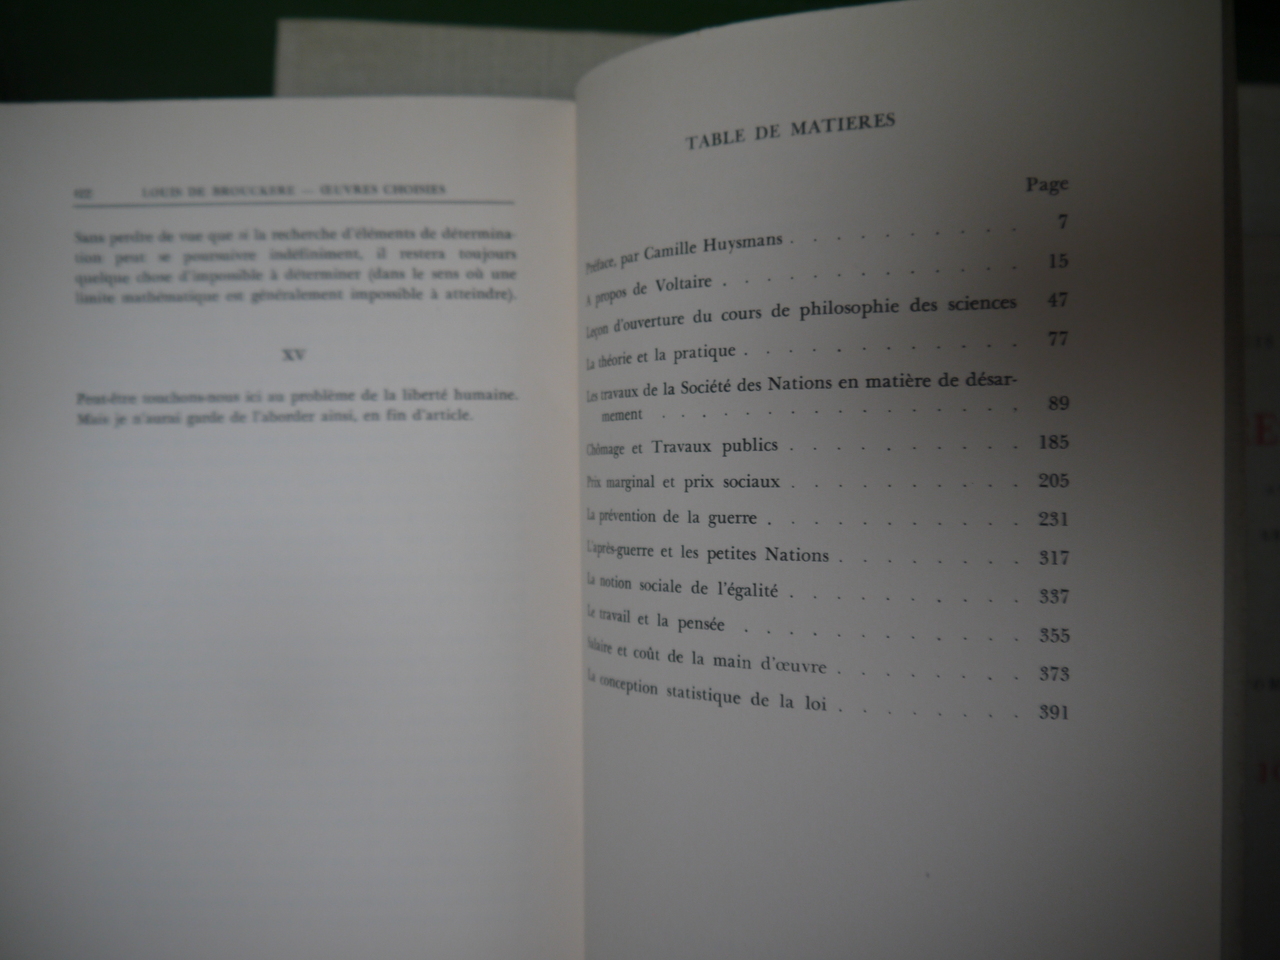 422 LOUIS DE BROUCKERE — ŒUVRES CHOISIES
Sans perdre de vue que si la recherche d'éléments de détermina-
tion peut se poursuivre indéfiniment, il restera toujours
quelque chose d'impossible à déterminer (dans le sens où une
limite mathématique est généralement impossible à atteindre).
XV
Peut-être touchons-nous ici au problème de la liberté humaine.
Mais je n'aurai garde de l'aborder ainsi, en fin d'article.
TABLE DE MATIERES
Page
Préface, par Camille Huysmans . . . . . . . . . . 7
A propos de Voltaire . . . . . . . . . . . . 15
Leçon d'ouverture du cours de philosophie des sciences 47
La théorie et la pratique . . . . . . . . . . . . 77
Les travaux de la Société des Nations en matière de désar-
mement . . . . . . . . . . . . . . 89
Chômage et Travaux publics . . . . . . . . . . 185
Prix marginal et prix sociaux . . . . . . . . . . 205
La prévention de la guerre . . . . . . . . . . . 231
L'après-guerre et les petites Nations . . . . . . . . 317
La notion sociale de l'égalité . . . . . . . . . . 337
Le travail et la pensée . . . . . . . . . . . . 355
Salaire et coût de la main d'œuvre . . . . . . . . 373
La conception statistique de la loi . . . . . . . . 391